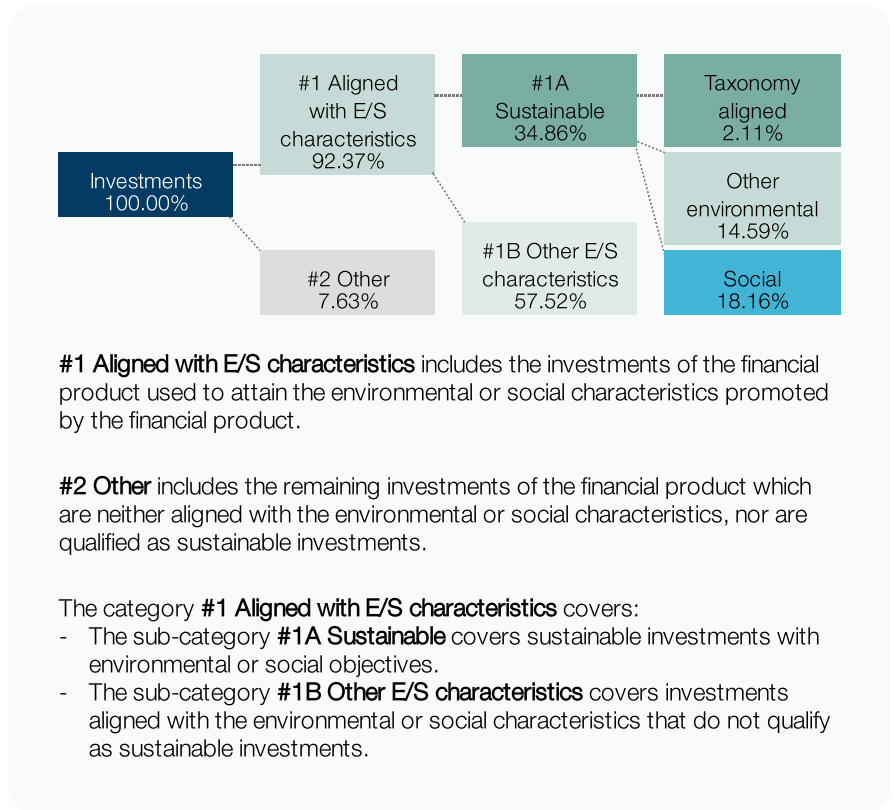 #1 Aligned
with E/S
characteristics
92.37%
#1A
Sustainable
34.86%
Taxonomy
aligned
2.11%
Investments
100.00%
Other
environmental
14.59%
#2 Other
7.63%
#1B Other E/S
characteristics
57.52%
Social
18.16%
#1 Aligned with E/S characteristics includes the investments of the financial
product used to attain the environmental or social characteristics promoted
by the financial product.
#2 Other includes the remaining investments of the financial product which
are neither aligned with the environmental or social characteristics, nor are
qualified as sustainable investments.
The category #1 Aligned with E/S characteristics covers:
- The sub-category #1A Sustainable covers sustainable investments with
environmental or social objectives.
- The sub-category #1B Other E/S characteristics covers investments
aligned with the environmental or social characteristics that do not qualify
as sustainable investments.